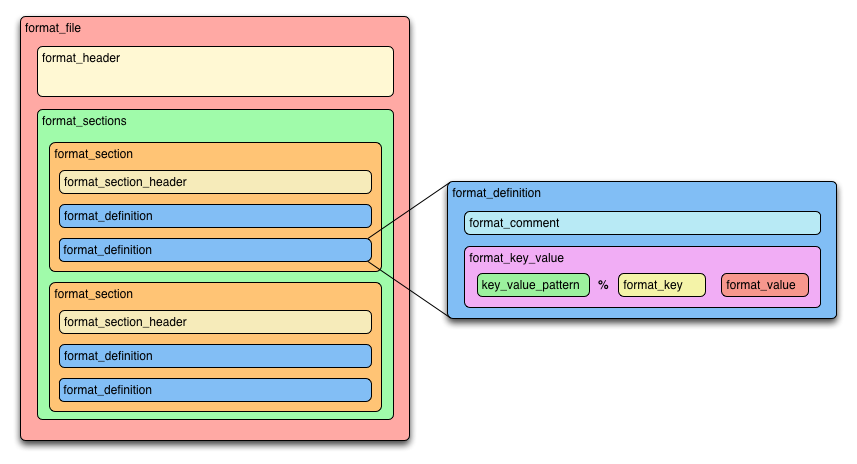 format_file
format_header
format_sections
format_section
format_section_header
format_definition
format_definition
format_section
format_section_header
format_definition
format_definition
format_definition
format_comment
format_key_value
key_value_pattern % format_key format_value